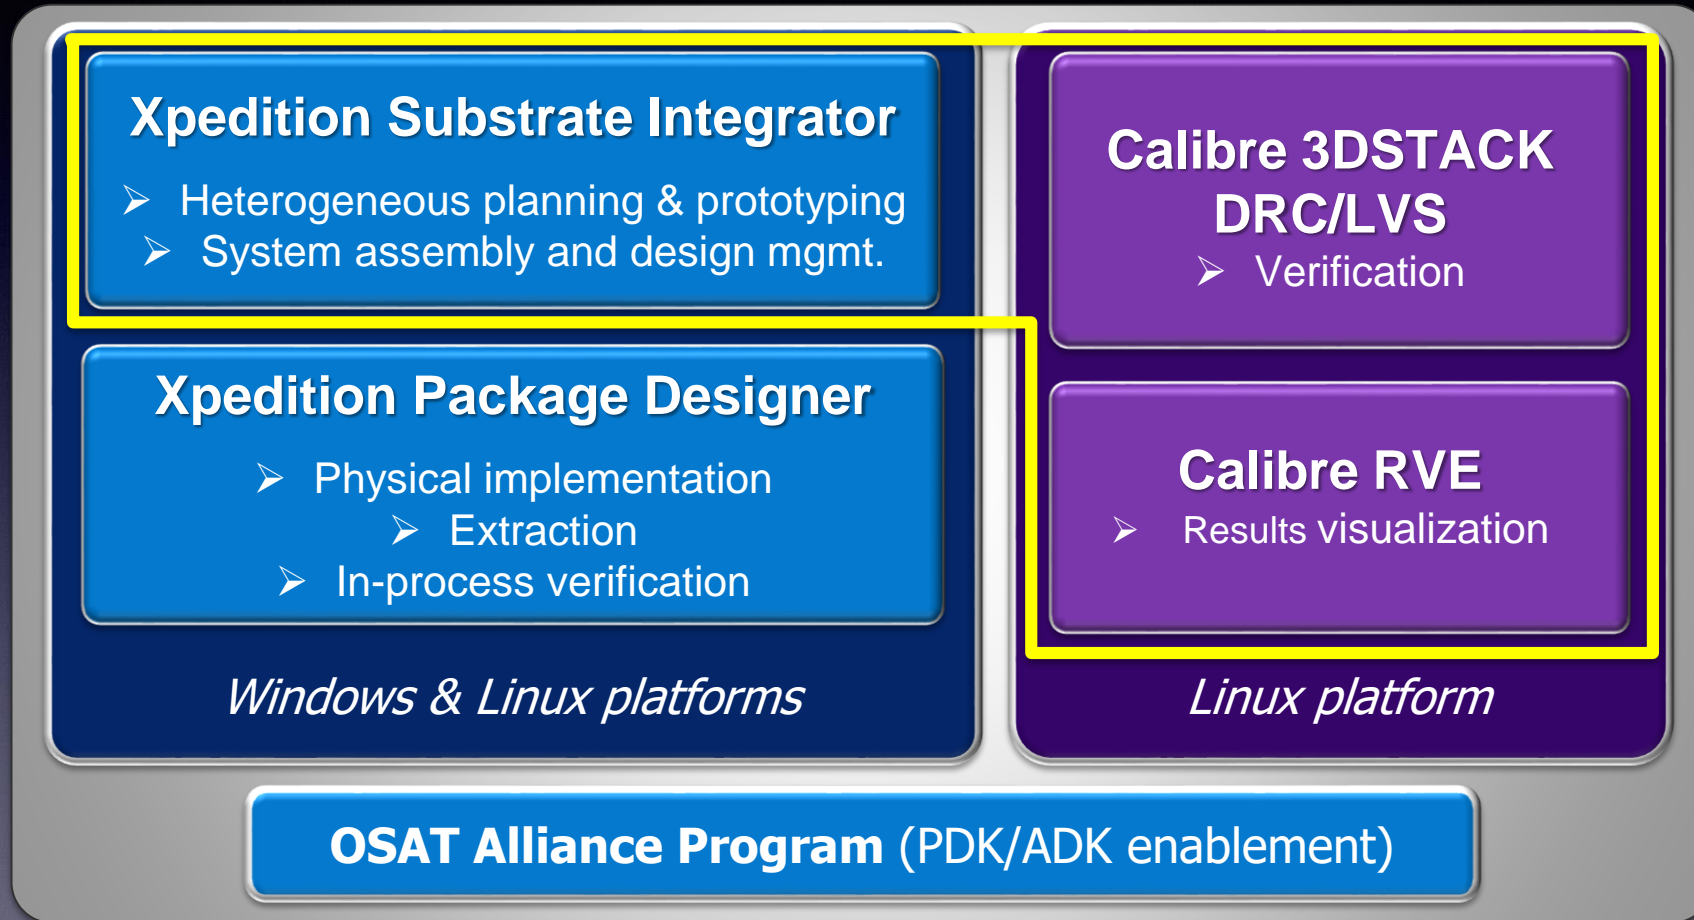 Xpedition Substrate Integrator
➢ Heterogeneous planning & prototyping
➢ System assembly and design mgmt.
Xpedition Package Designer
➢ Physical implementation
➢ Extraction
➢ In-process verification
Windows & Linux platforms
Calibre 3DSTACK
DRC/LVS
➢ Verification
Calibre RVE
➢ Results visualization
Linux platform
OSAT Alliance Program (PDK/ADK enablement)